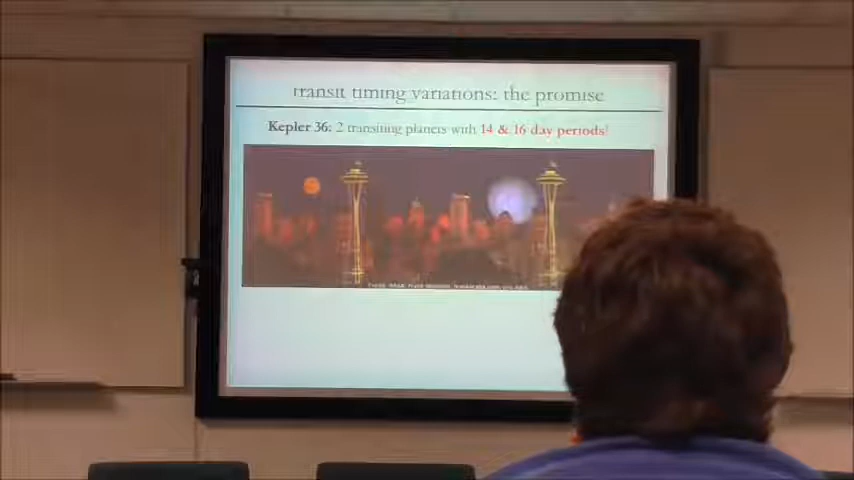 Transit timing variations: the promise
Kepler 36: 2 transiting planets with 14 & 16 day periods!